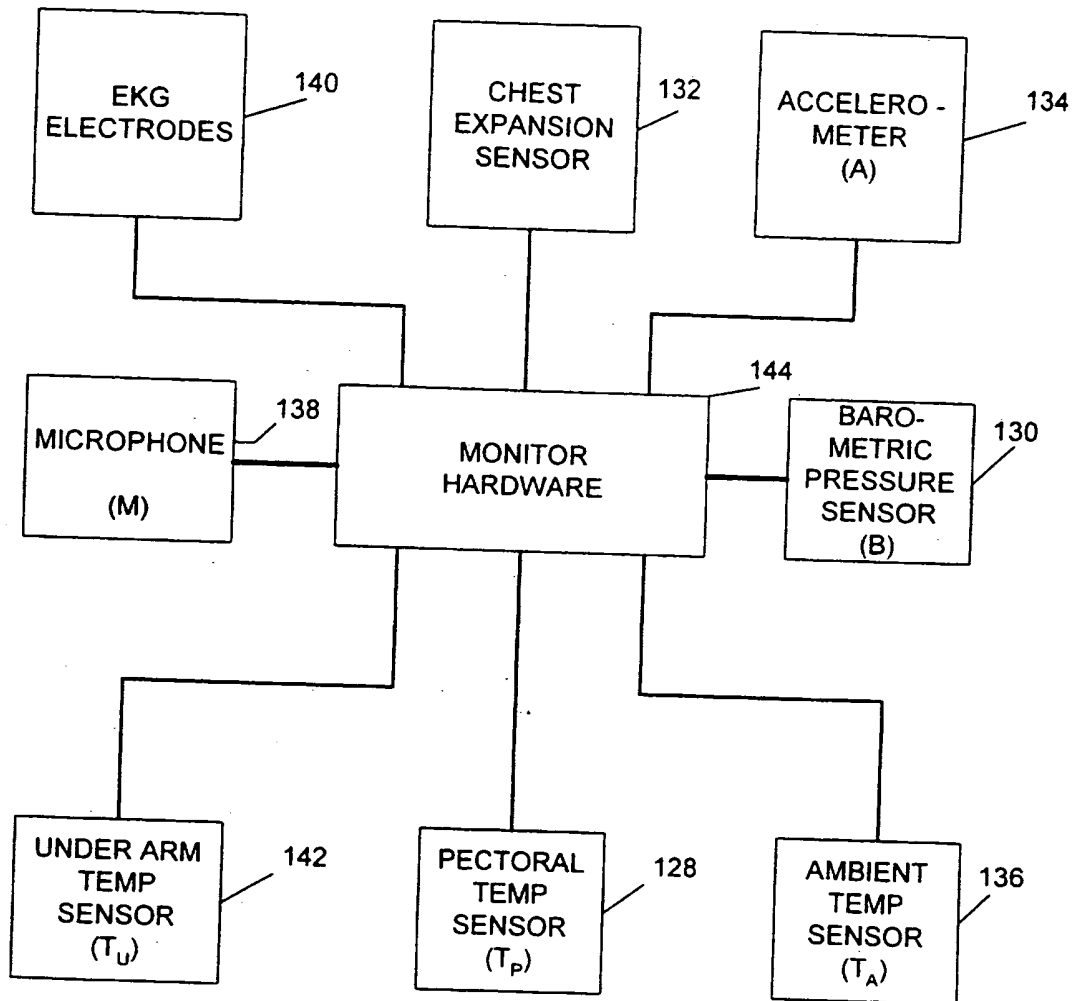 EKG
ELECTRODES
140
CHEST
EXPANSION
SENSOR
132
ACCELERO -
METER
(A)
134
MICROPHONE
(M)
138
MONITOR
HARDWARE
144
BARO-
METRIC
PRESSURE
SENSOR
(B)
130
UNDER ARM
TEMP
SENSOR
(T_U)
142
PECTORAL
TEMP
SENSOR
(T_P)
128
AMBIENT
TEMP
SENSOR
(T_A)
136